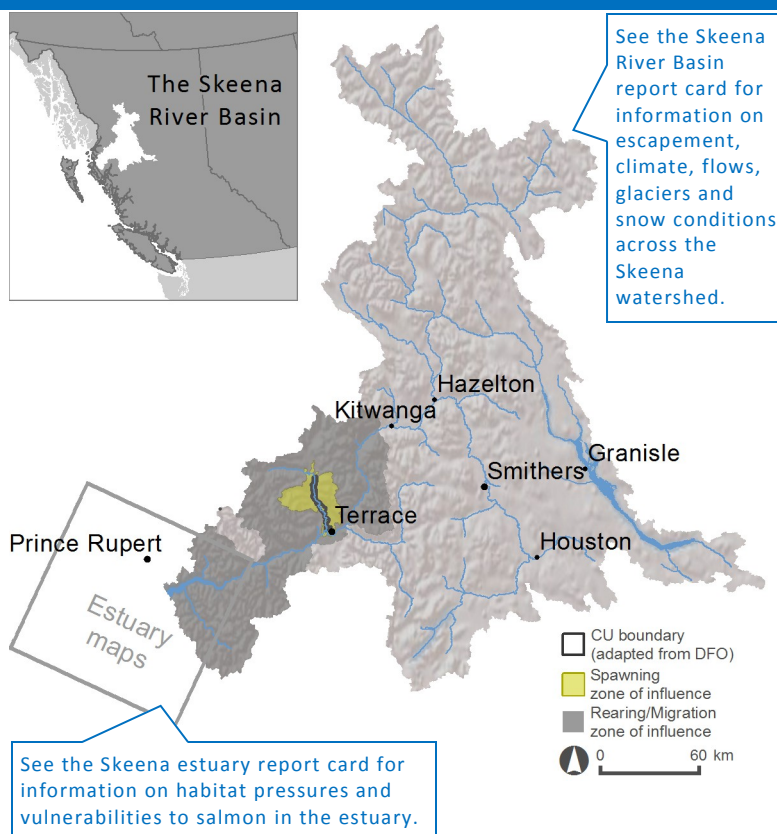 The Skeena
River Basin
See the Skeena
River Basin
report card for
information on
escapement,
climate, flows,
glaciers and
snow conditions
across the
Skeena
watershed.
Hazelton
Kitwanga
Granisle
Smithers
Terrace
Prince Rupert
Houston
Estuary
maps
CU boundary
(adapted from DFO)
Spawning
zone of influence
Rearing/Migration
zone of influence
0 60 km
See the Skeena estuary report card for
information on habitat pressures and
vulnerabilities to salmon in the estuary.